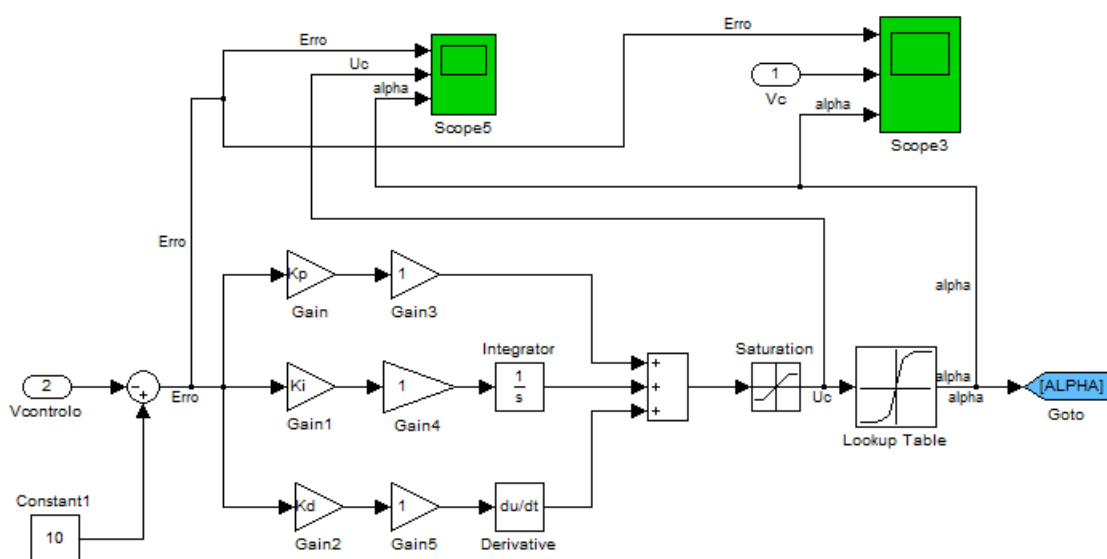 Erro
Erro
Uc
1
alpha
Vc
alpha
Scope5
Scope3
Erro
Kp
1
alpha
Gain
Gain3
Integrator
Saturation
2
−
+
Erro
Ki
1
1
s
+
+
+
Uc
alpha
alpha
[ALPHA]
Vcontrolo
Gain1
Gain4
Lookup Table
Goto
Constant1
10
Kd
1
du/dt
Gain2
Gain5
Derivative